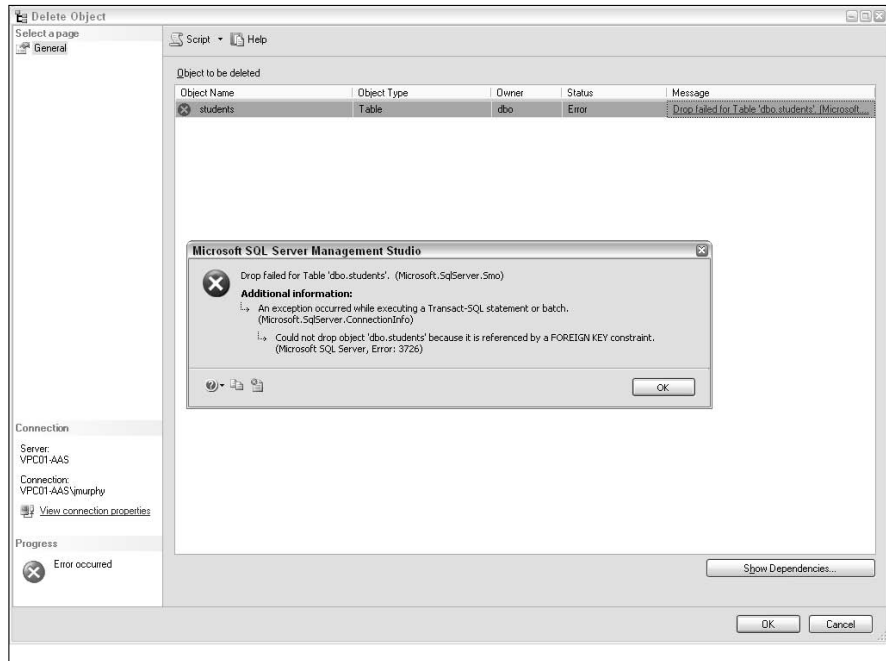 Delete Object
Select a page
General
Script
Help
Object to be deleted
Object Name Object Type Owner Status Message
students Table dbo Error Drop failed for Table 'dbo.students'. (Microsoft....
Microsoft SQL Server Management Studio
Drop failed for Table 'dbo.students'. (Microsoft.SqlServer.Smo)
Additional information:
An exception occurred while executing a Transact-SQL statement or batch.
(Microsoft.SqlServer.ConnectionInfo)
Could not drop object 'dbo.students' because it is referenced by a FOREIGN KEY constraint.
(Microsoft SQL Server, Error: 3726)
OK
Connection
Server:
VPC01-AAS
Connection:
VPC01-AAS\jmurphy
View connection properties
Progress
Error occurred
Show Dependencies...
OK Cancel